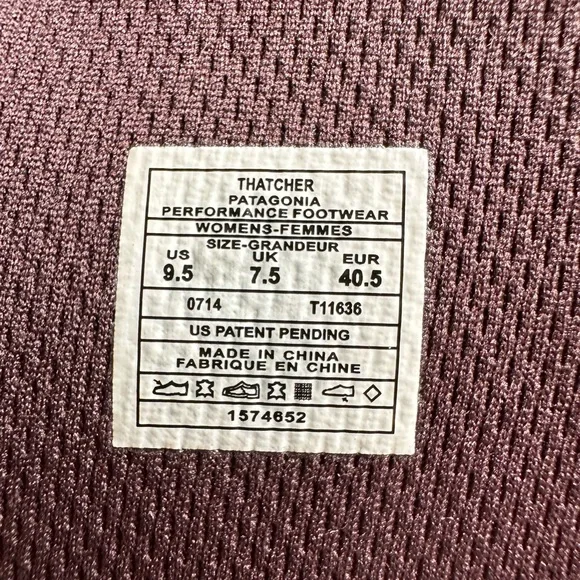 THATCHER
PATAGONIA
PERFORMANCE FOOTWEAR
WOMENS-FEMMES
SIZE-GRANDEUR
US UK EUR
9.5 7.5 40.5
0714 T11636
US PATENT PENDING
MADE IN CHINA
FABRIQUE EN CHINE
1574652